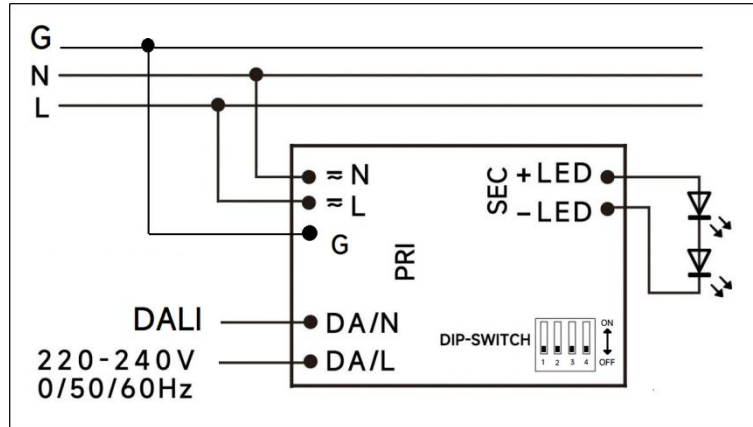 G
N
L
≂ N
≂ L
G
PRI
SEC
+LED
–LED
DALI
220-240V
0/50/60Hz
DA/N
DA/L
DIP-SWITCH
1 2 3 4
ON
OFF